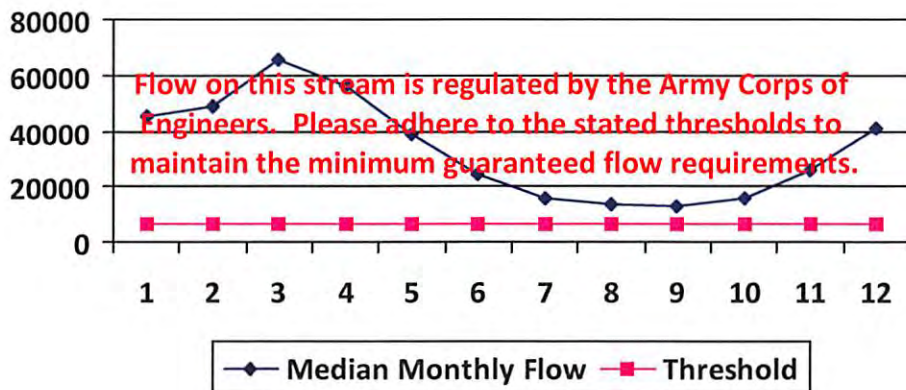 80000
60000
40000
20000
0
Flow on this stream is regulated by the Army Corps of
Engineers. Please adhere to the stated thresholds to
maintain the minimum guaranteed flow requirements.
1 2 3 4 5 6 7 8 9 10 11 12
Median Monthly Flow Threshold